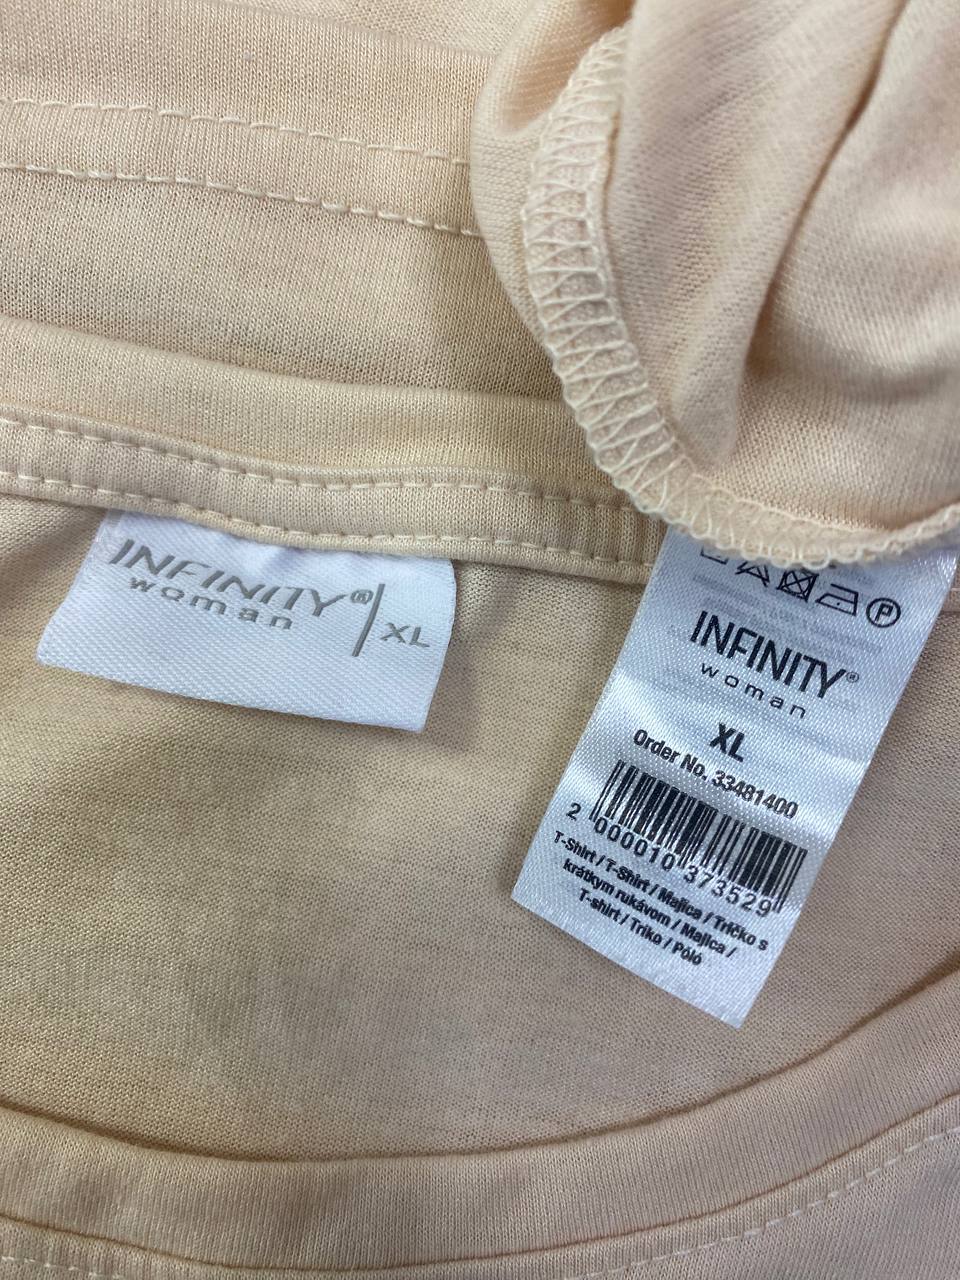 INFINITY®
woman
XL
P
INFINITY®
woman
XL
Order No. 33481400
2 000010 373529
T-Shirt / T-Shirt / Majica / Tričko s
krátkym rukávom / Majica /
T-shirt / Triko / Póló